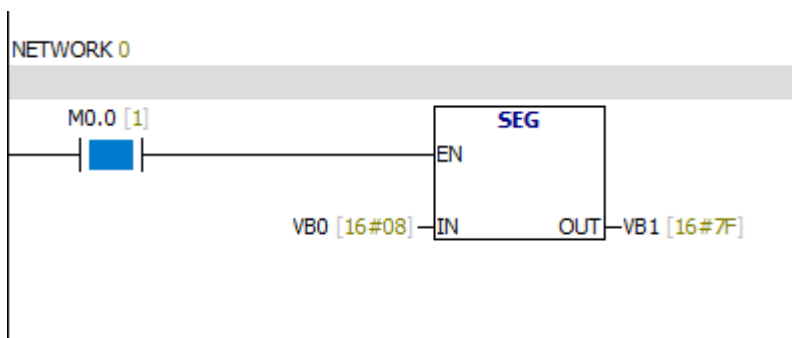 NETWORK 0
M0.0 [1]
SEG
EN
VB0 [16#08]
IN
OUT
VB1 [16#7F]